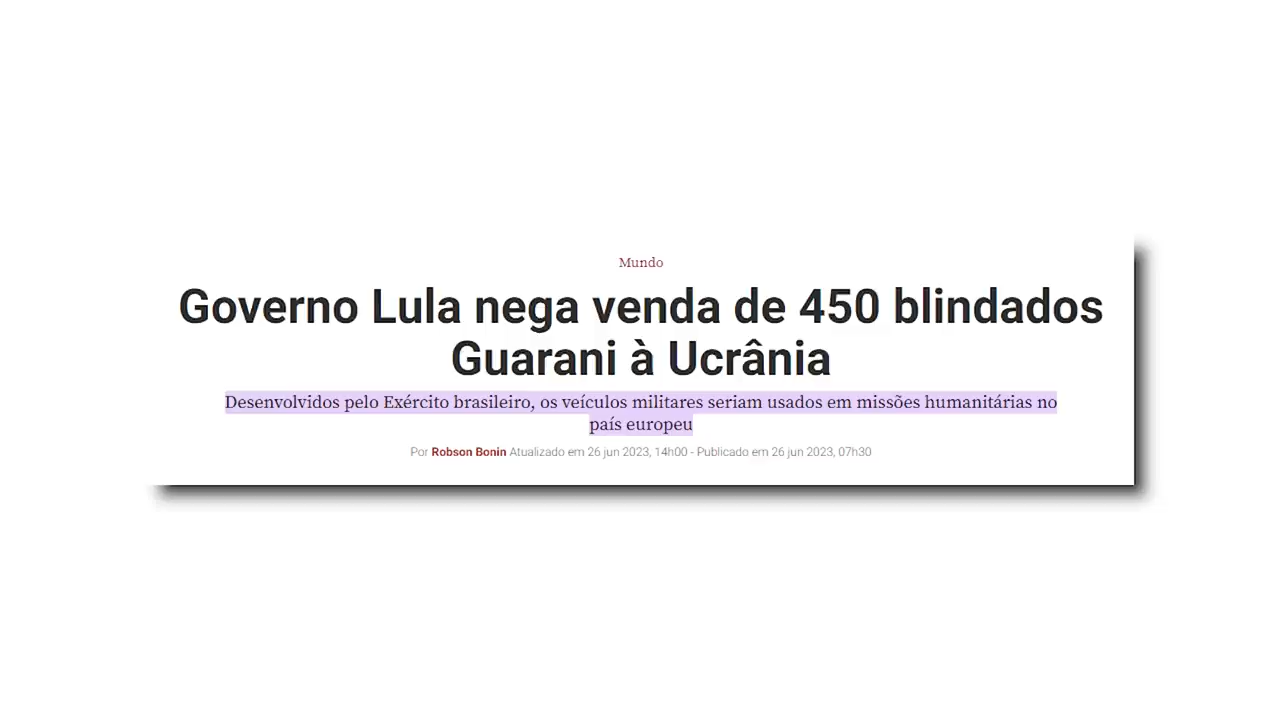 Mundo
Governo Lula nega venda de 450 blindados
Guarani à Ucrânia
Desenvolvidos pelo Exército brasileiro, os veículos militares seriam usados em missões humanitárias no
país europeu
Por Robson Bonin Atualizado em 26 jun 2023, 14h00 - Publicado em 26 jun 2023, 07h30